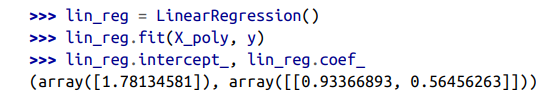 >>> lin_reg = LinearRegression()
>>> lin_reg.fit(X_poly, y)
>>> lin_reg.intercept_, lin_reg.coef_
(array([1.78134581]), array([[0.93366893, 0.56456263]]))